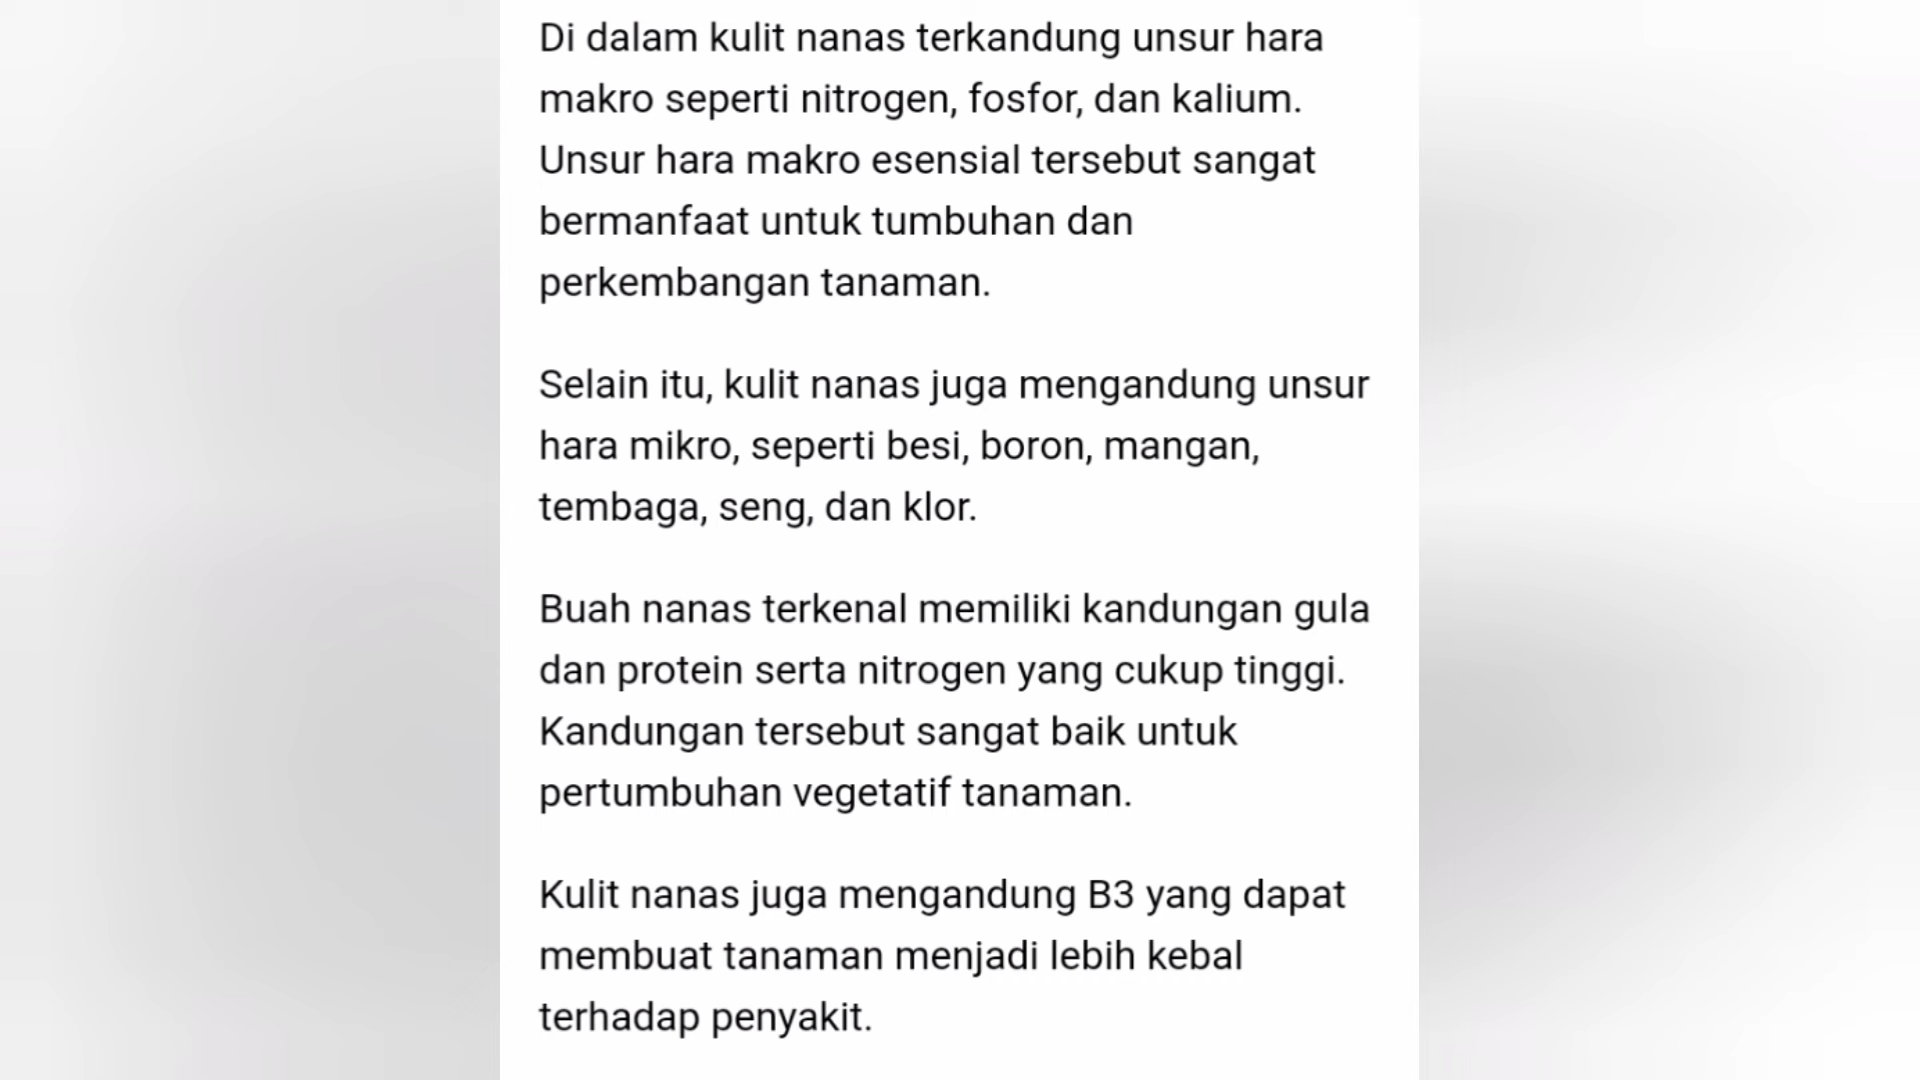 Di dalam kulit nanas terkandung unsur hara
makro seperti nitrogen, fosfor, dan kalium.
Unsur hara makro esensial tersebut sangat
bermanfaat untuk tumbuhan dan
perkembangan tanaman.
Selain itu, kulit nanas juga mengandung unsur
hara mikro, seperti besi, boron, mangan,
tembaga, seng, dan klor.
Buah nanas terkenal memiliki kandungan gula
dan protein serta nitrogen yang cukup tinggi.
Kandungan tersebut sangat baik untuk
pertumbuhan vegetatif tanaman.
Kulit nanas juga mengandung B3 yang dapat
membuat tanaman menjadi lebih kebal
terhadap penyakit.